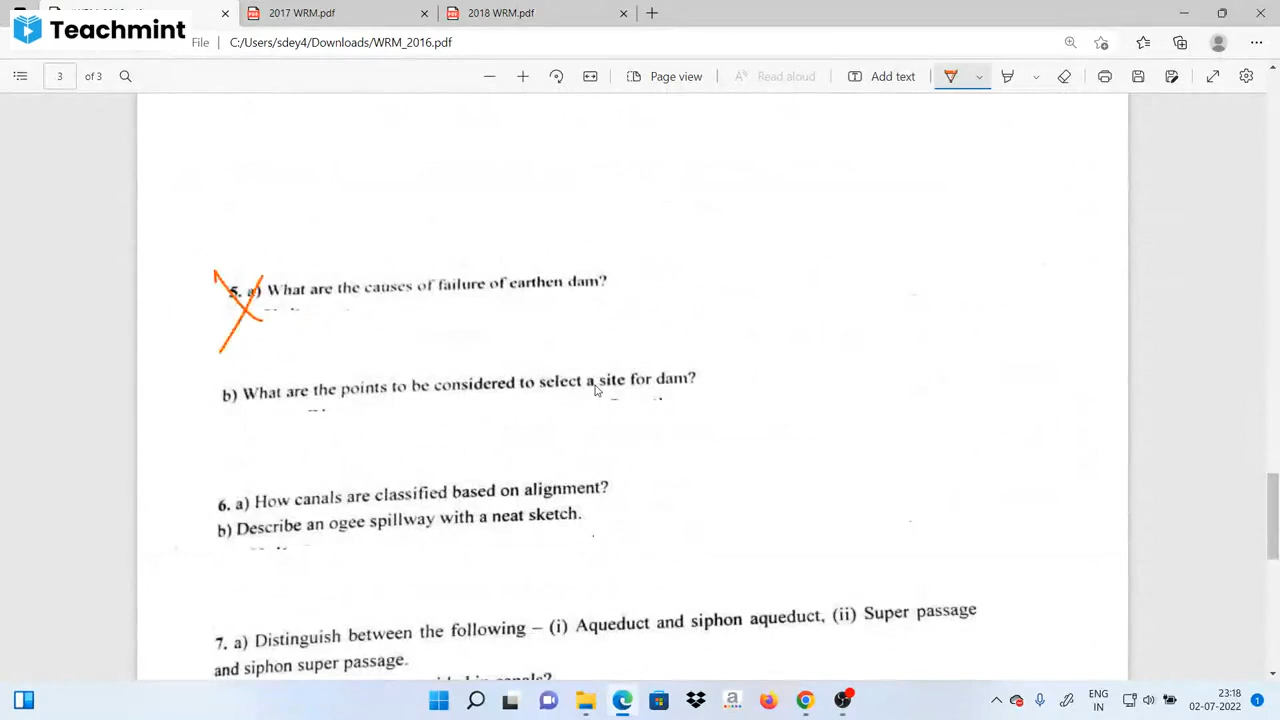 2017 WRM.pdf
2018 WRM.pdf
Teachmint
File
C:/Users/sdey4/Downloads/WRM_2016.pdf
3
of 3
Page view
Read aloud
Add text
5. a) What are the causes of failure of earthen dam?
b) What are the points to be considered to select a site for dam?
6. a) How canals are classified based on alignment?
b) Describe an ogee spillway with a neat sketch.
7. a) Distinguish between the following – (i) Aqueduct and siphon aqueduct, (ii) Super passage
and siphon super passage.
ENG
IN
23:18
02-07-2022
1